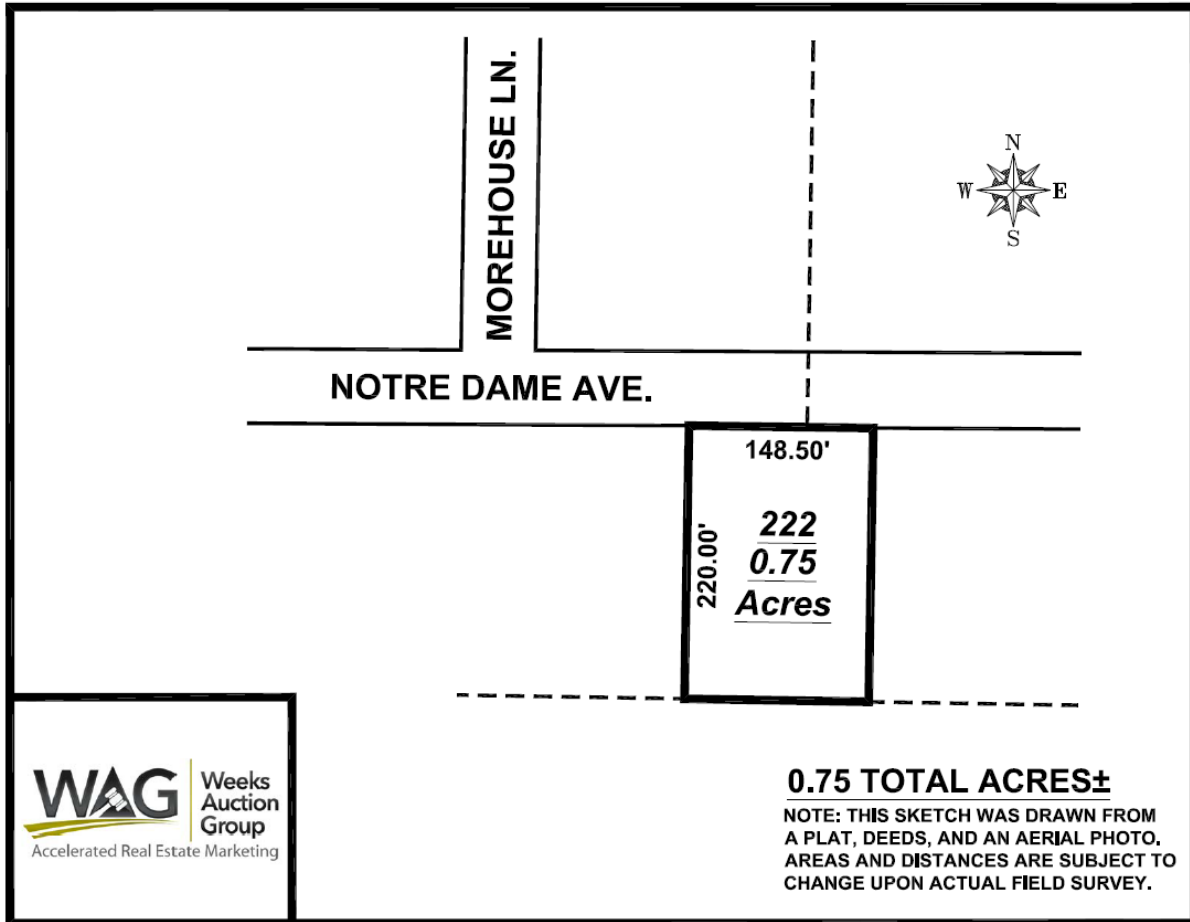 MOREHOUSE LN.
N
W
E
S
NOTRE DAME AVE.
148.50'
220.00'
222
0.75
Acres
WAG
Weeks
Auction
Group
Accelerated Real Estate Marketing
0.75 TOTAL ACRES±
NOTE: THIS SKETCH WAS DRAWN FROM
A PLAT, DEEDS, AND AN AERIAL PHOTO.
AREAS AND DISTANCES ARE SUBJECT TO
CHANGE UPON ACTUAL FIELD SURVEY.